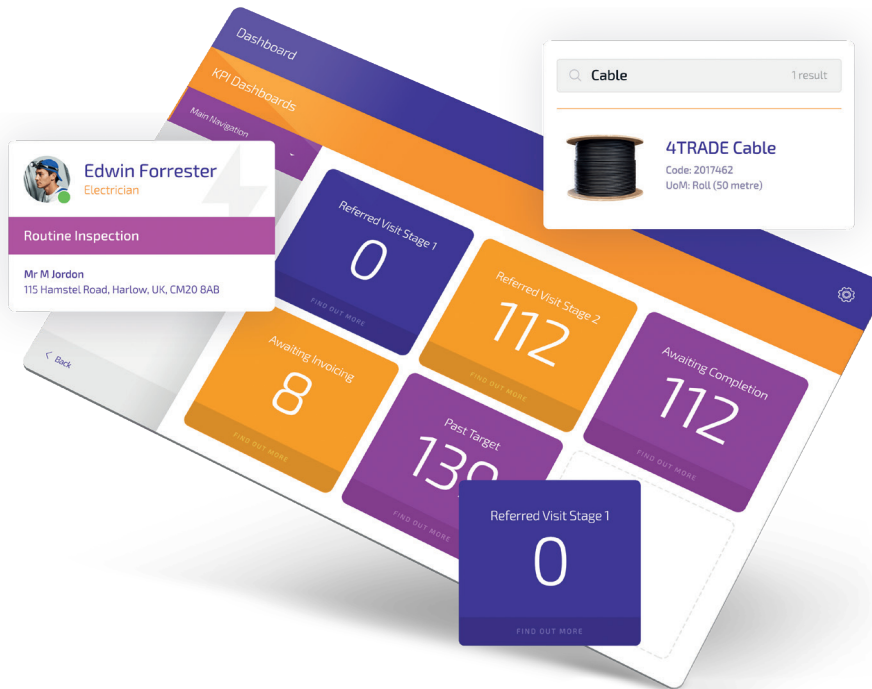 Dashboard
KPI Dashboards
Main Navigation
Cable
1 result
4TRADE Cable
Code: 2017462
UoM: Roll (50 metre)
Edwin Forrester
Electrician
Routine Inspection
Mr M Jordon
115 Hamstel Road, Harlow, UK, CM20 8AB
Back
Referred Visit Stage 1
0
FIND OUT MORE
Referred Visit Stage 2
112
FIND OUT MORE
Awaiting Completion
112
FIND OUT MORE
Awaiting Invoicing
8
FIND OUT MORE
Past Target
139
FIND OUT MORE
Referred Visit Stage 1
0
FIND OUT MORE